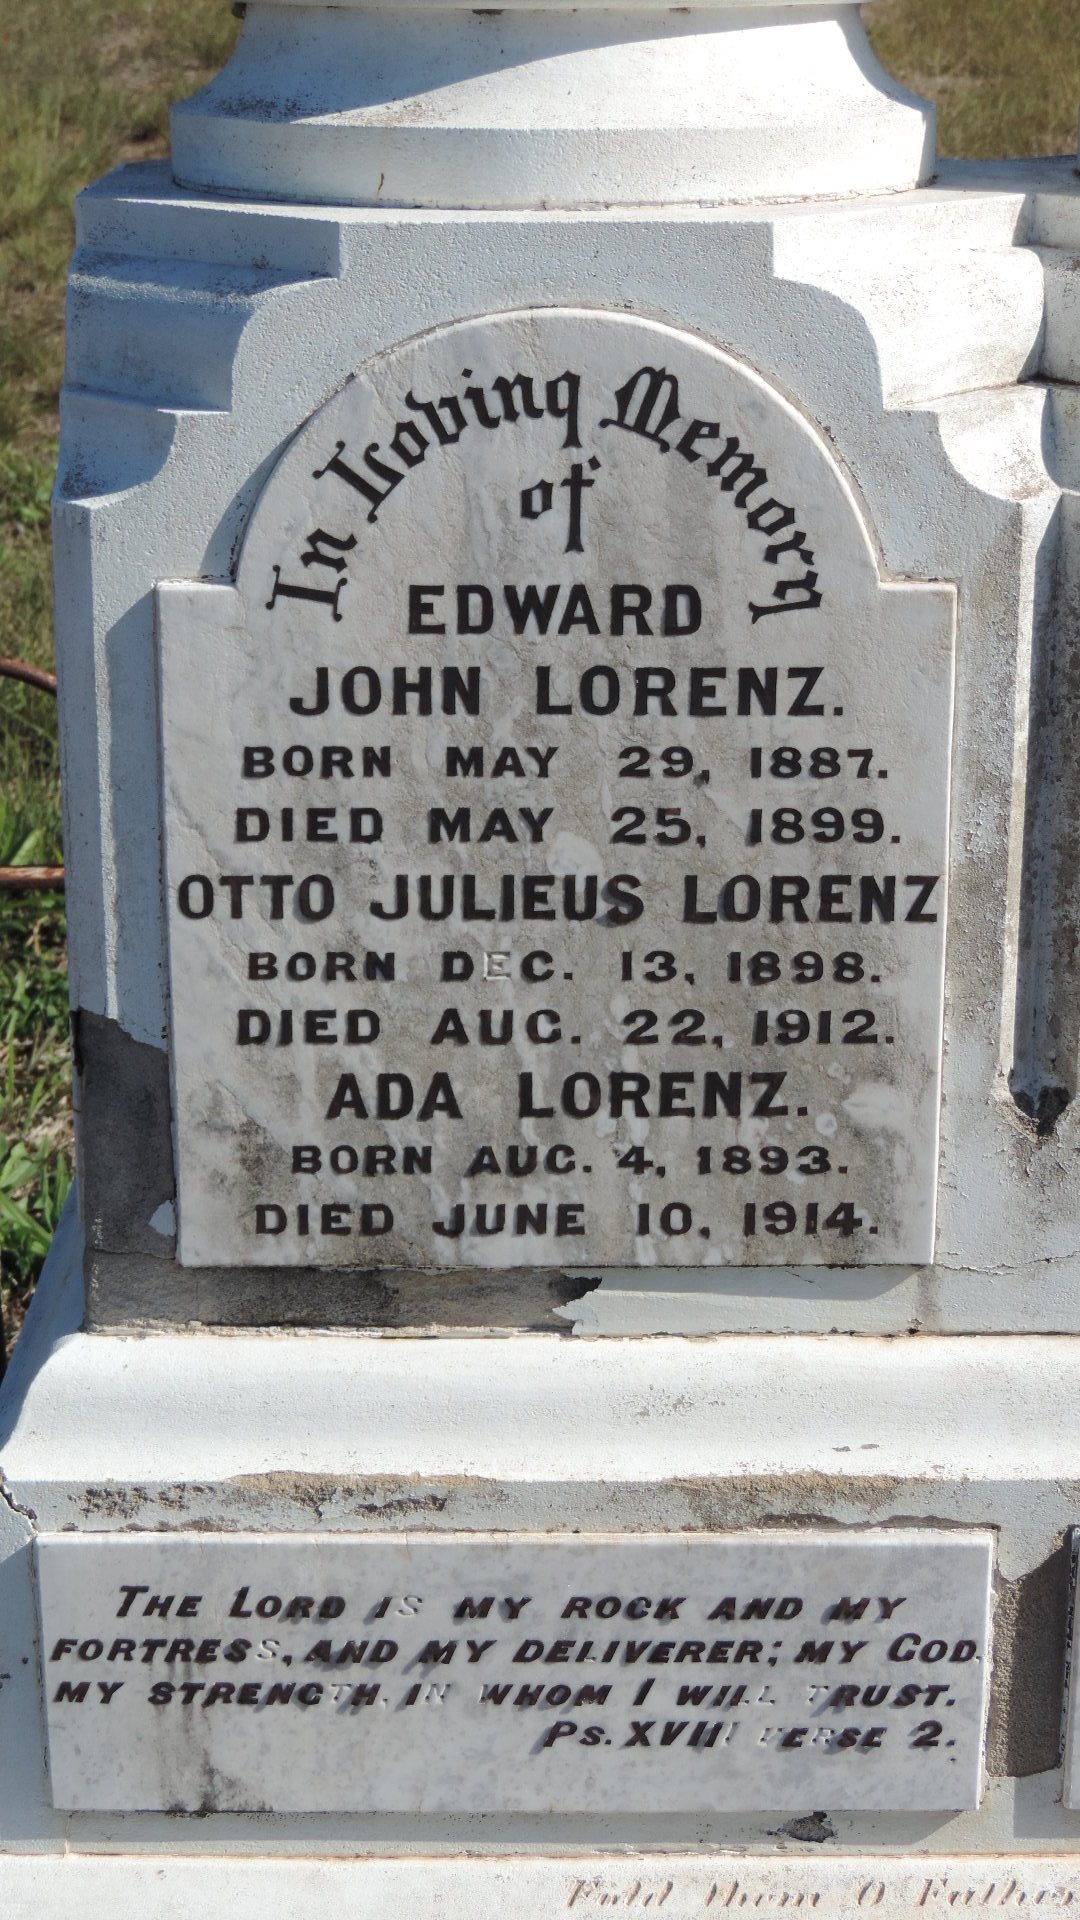 In Loving Memory
of
EDWARD
JOHN LORENZ.
BORN MAY 29, 1887.
DIED MAY 25, 1899.
OTTO JULIEUS LORENZ
BORN DEC. 13, 1898.
DIED AUG. 22, 1912.
ADA LORENZ.
BORN AUG. 4, 1893.
DIED JUNE 10, 1914.
THE LORD IS MY ROCK AND MY
FORTRESS, AND MY DELIVERER; MY GOD,
MY STRENGTH, IN WHOM I WILL TRUST.
PS. XVIII VERSE 2.
Fold them O Father